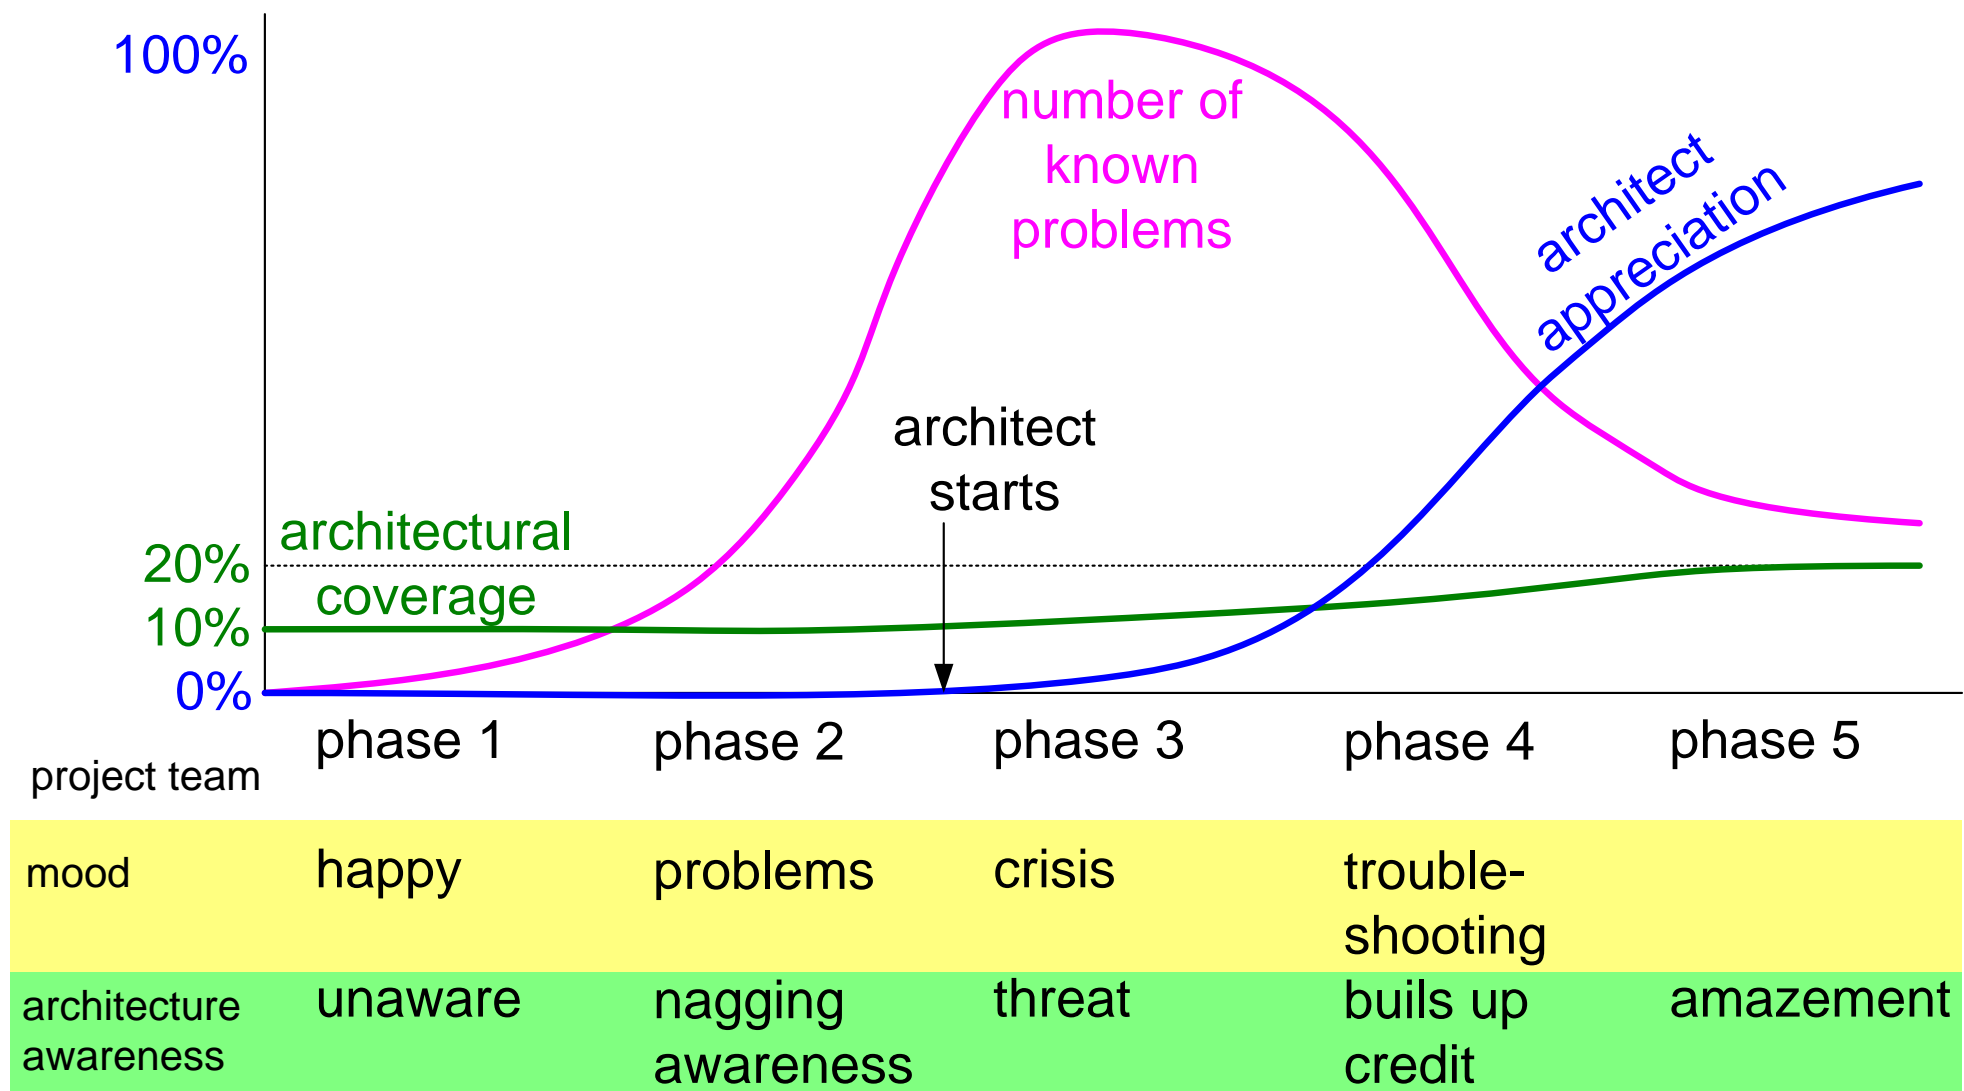 100%
number of
known
problems
architect
appreciation
architect
starts
architectural
coverage
20%
10%
0%
phase 1 phase 2 phase 3 phase 4 phase 5
project team
mood happy problems crisis trouble-
shooting
architecture unaware nagging threat buils up amazement
awareness awareness credit